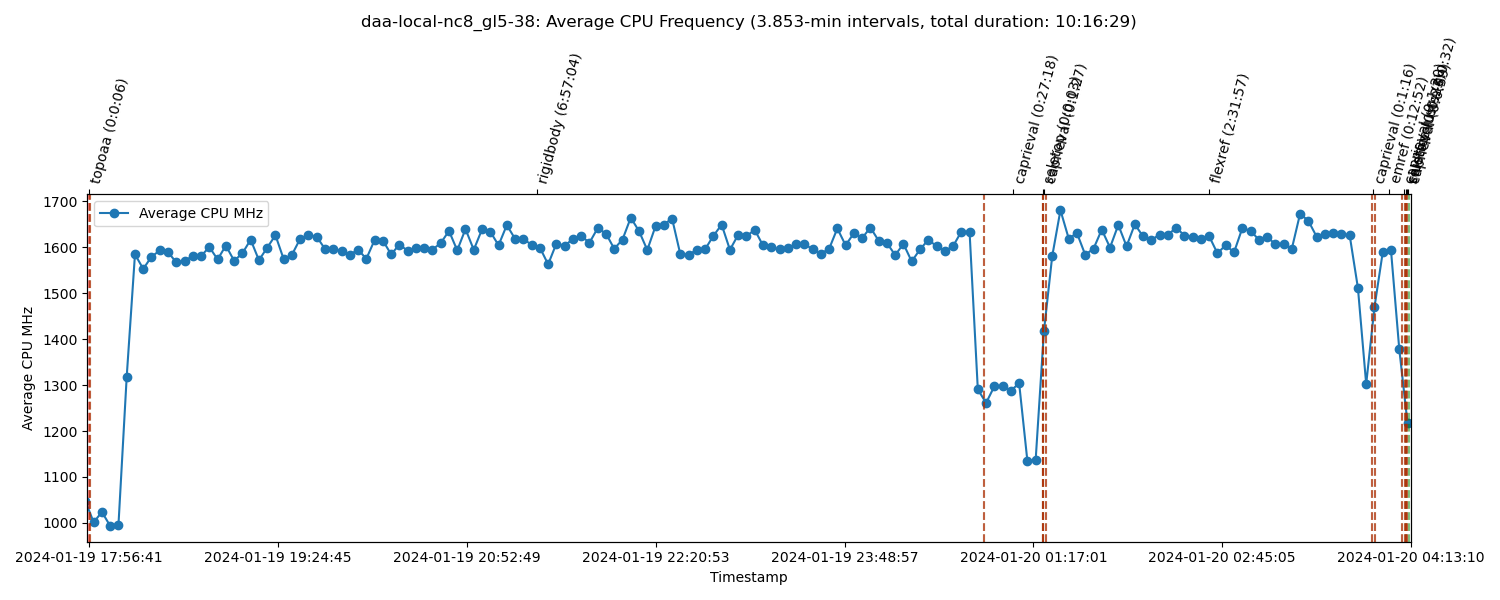 daa-local-nc8_gl5-38: Average CPU Frequency (3.853-min intervals, total duration: 10:16:29)
topoaa (0:0:06)
rigidbody (6:57:04)
caprieval (0:27:18)
flexref (2:31:57)
caprieval (0:1:16)
emref (0:12:52)
Average CPU MHz
1700
1600
1500
1400
1300
1200
1100
1000
Average CPU MHz
2024-01-19 17:56:41
2024-01-19 19:24:45
2024-01-19 20:52:49
2024-01-19 22:20:53
2024-01-19 23:48:57
2024-01-20 01:17:01
2024-01-20 02:45:05
2024-01-20 04:13:10
Timestamp